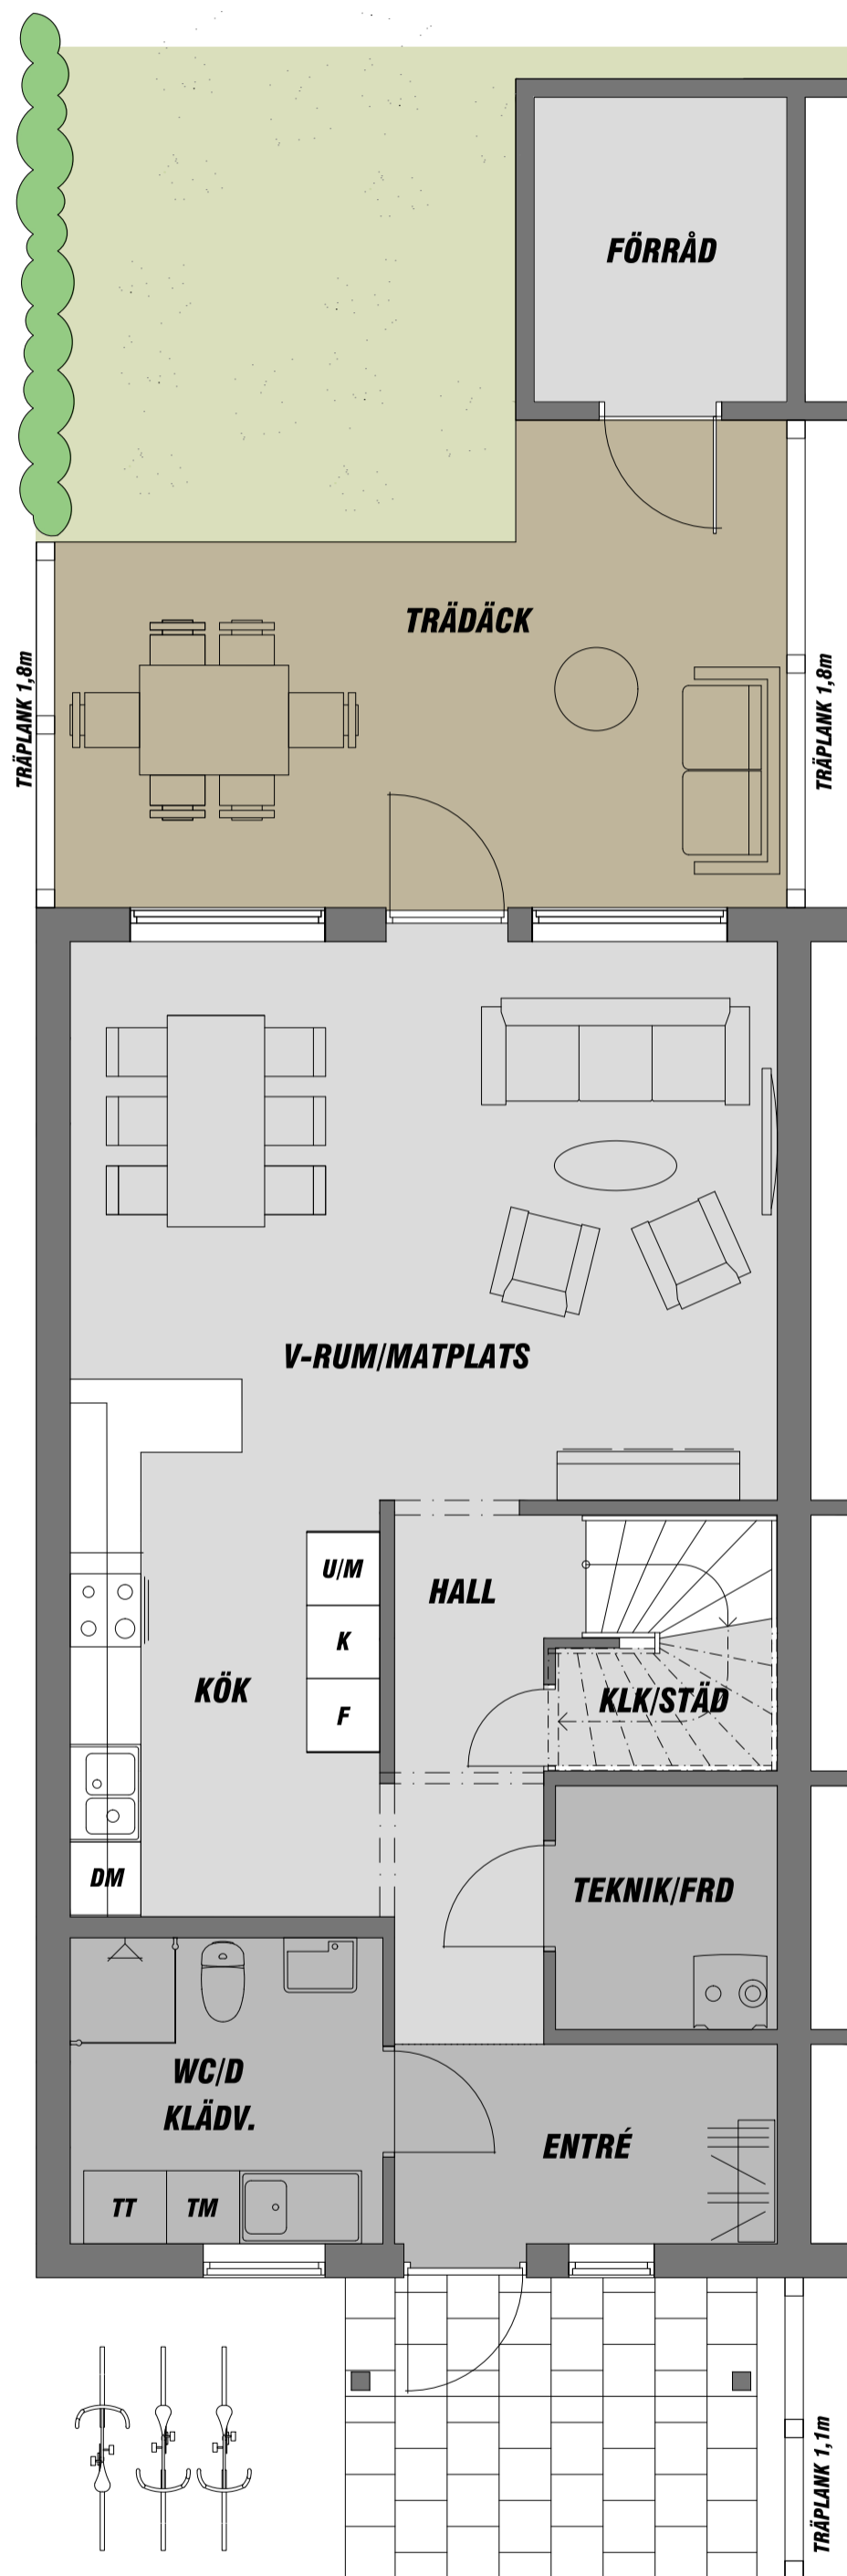 FÖRRÅD
TRÄDÄCK
TRÄPLANK 1,8m
TRÄPLANK 1,8m
V-RUM/MATPLATS
U/M
HALL
K
KÖK
F
KLK/STÄD
DM
TEKNIK/FRD
WC/D
KLÄDV.
ENTRÉ
TT
TM
TRÄPLANK 1,1m